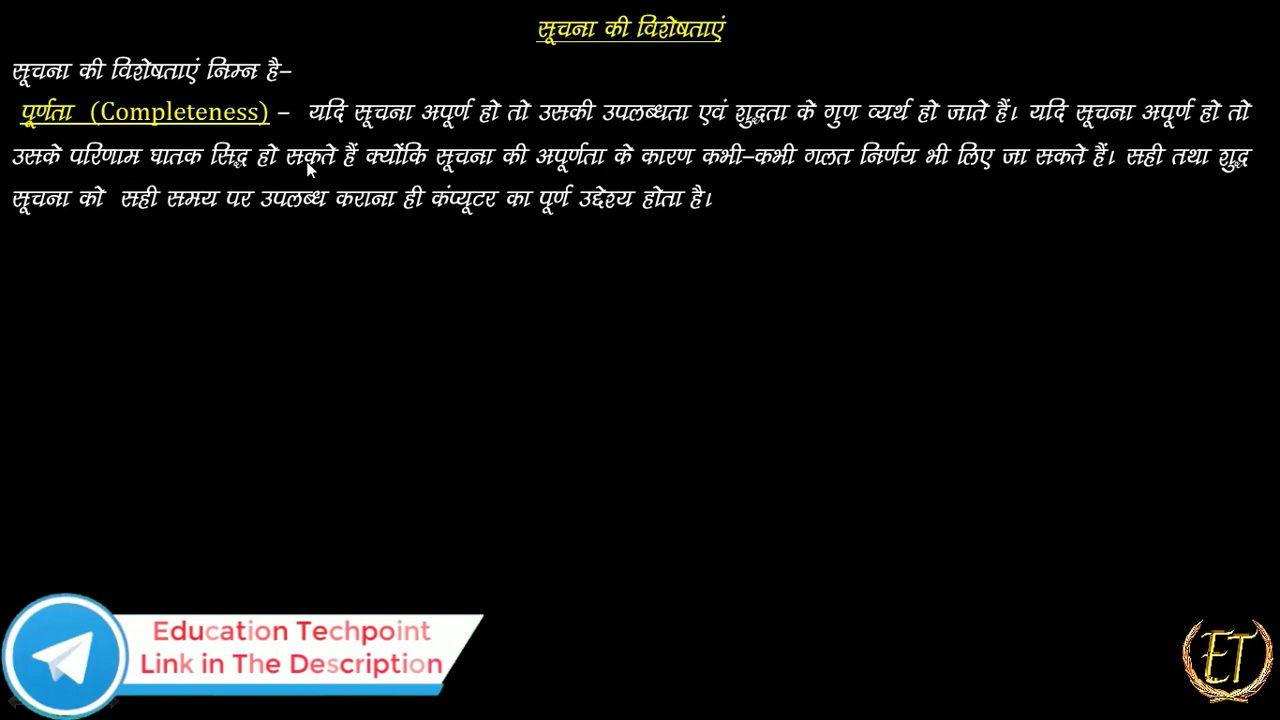 सूचना की विशेषताएं
सूचना की विशेषताएं निम्न है–
पूर्णता (Completeness) – यदि सूचना अपूर्ण हो तो उसकी उपलब्धता एवं शुद्धता के गुण व्यर्थ हो जाते हैं। यदि सूचना अपूर्ण हो तो
उसके परिणाम घातक सिद्ध हो सकते हैं क्योंकि सूचना की अपूर्णता के कारण कभी–कभी गलत निर्णय भी लिए जा सकते हैं। सही तथा शुद्ध
सूचना को सही समय पर उपलब्ध कराना ही कंप्यूटर का पूर्ण उद्देश्य होता है।
Education Techpoint
Link in The Description
ET